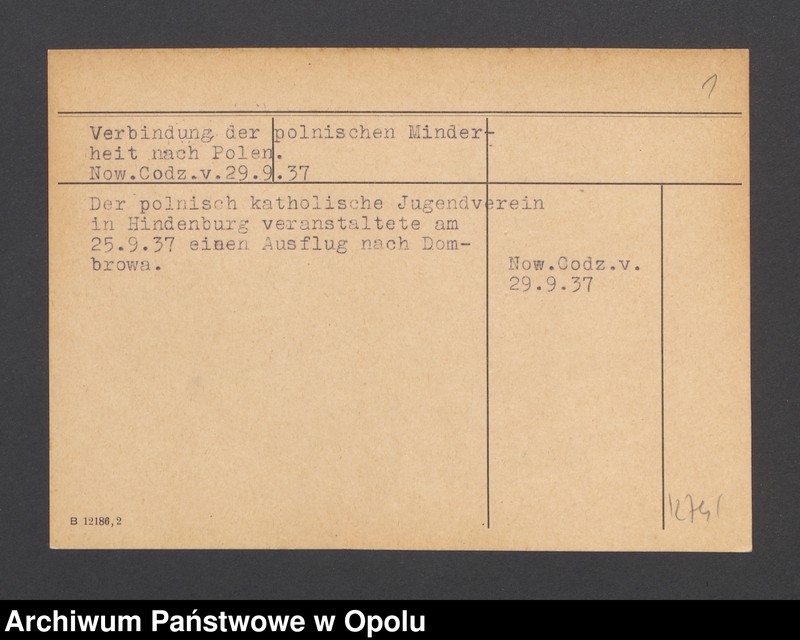 1
Verbindung der polnischen Minder-
heit nach Polen.
Now.Codz.v.29.9.37
Der polnisch katholische Jugendverein
in Hindenburg veranstaltete am
25.9.37 einen Ausflug nach Dom-
browa.
Now.Codz.v.
29.9.37
B 12186,2
Archiwum Państwowe w Opolu